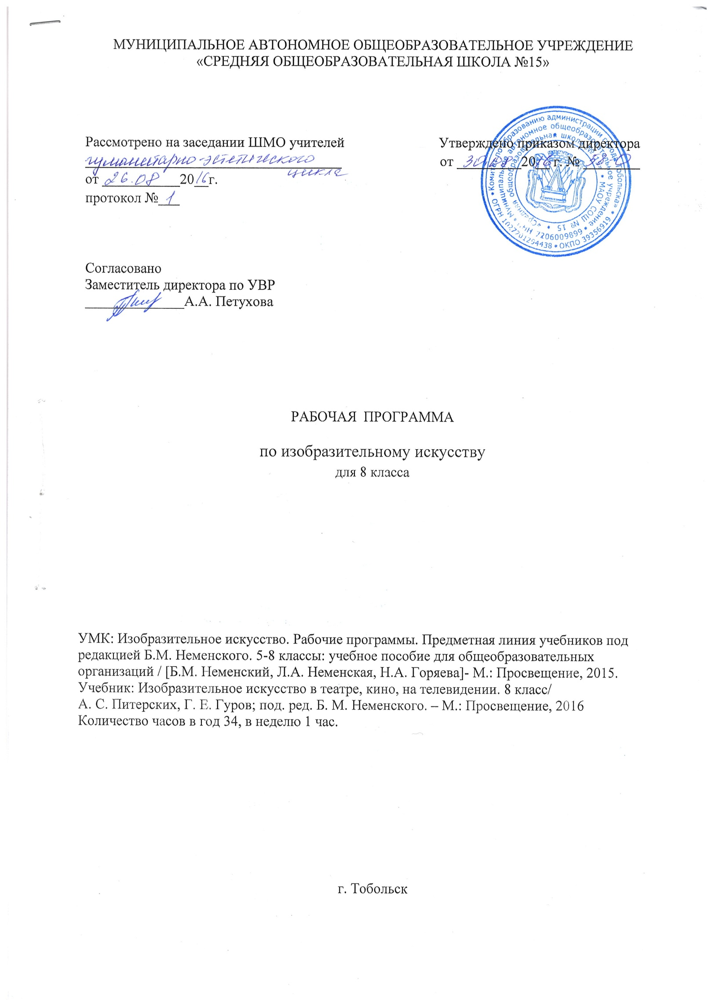 МУНИЦИПАЛЬНОЕ АВТОНОМНОЕ ОБЩЕОБРАЗОВАТЕЛЬНОЕ УЧРЕЖДЕНИЕ
«СРЕДНЯЯ ОБЩЕОБРАЗОВАТЕЛЬНАЯ ШКОЛА №15»
Рассмотрено на заседании ШМО учителей
гуманитарно-эстетического
цикла
от 26.08 2016г.
протокол № 1
Утверждено приказом директора
от 30.08 2016 г. №
Комитет по образованию администрации города Тобольска» * ОГРН 1027201294438 * ОКПО 39356919 *
Муниципальное автономное общеобразовательное учреждение * ИНН 7206009899 *
«Средняя общеобразовательная школа № 15» * МАОУ СОШ № 15 *
Согласовано
Заместитель директора по УВР
А.А. Петухова
РАБОЧАЯ ПРОГРАММА
по изобразительному искусству
для 8 класса
УМК: Изобразительное искусство. Рабочие программы. Предметная линия учебников под
редакцией Б.М. Неменского. 5-8 классы: учебное пособие для общеобразовательных
организаций / [Б.М. Неменский, Л.А. Неменская, Н.А. Горяева]- М.: Просвещение, 2015.
Учебник: Изобразительное искусство в театре, кино, на телевидении. 8 класс/
А. С. Питерских, Г. Е. Гуров; под. ред. Б. М. Неменского. – М.: Просвещение, 2016
Количество часов в год 34, в неделю 1 час.
г. Тобольск